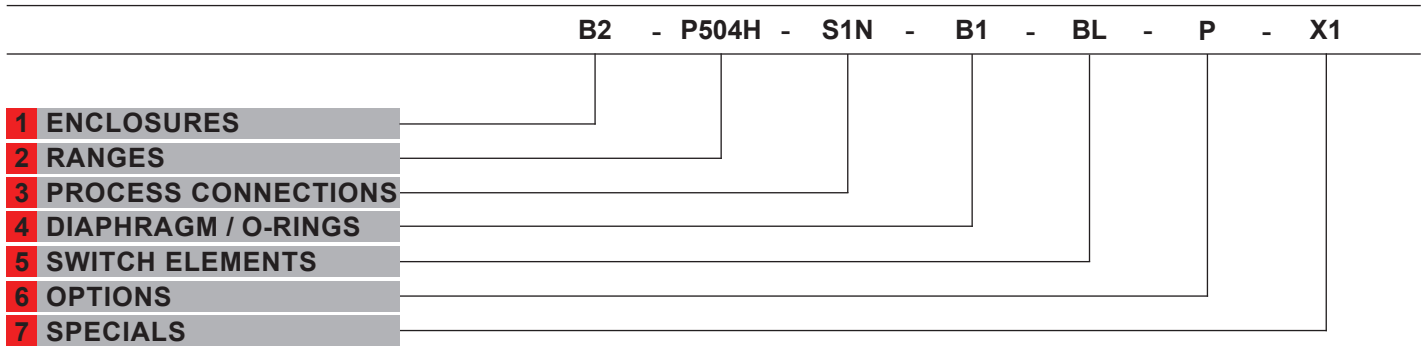 B2 - P504H - S1N - B1 - BL - P - X1
1 ENCLOSURES
2 RANGES
3 PROCESS CONNECTIONS
4 DIAPHRAGM / O-RINGS
5 SWITCH ELEMENTS
6 OPTIONS
7 SPECIALS